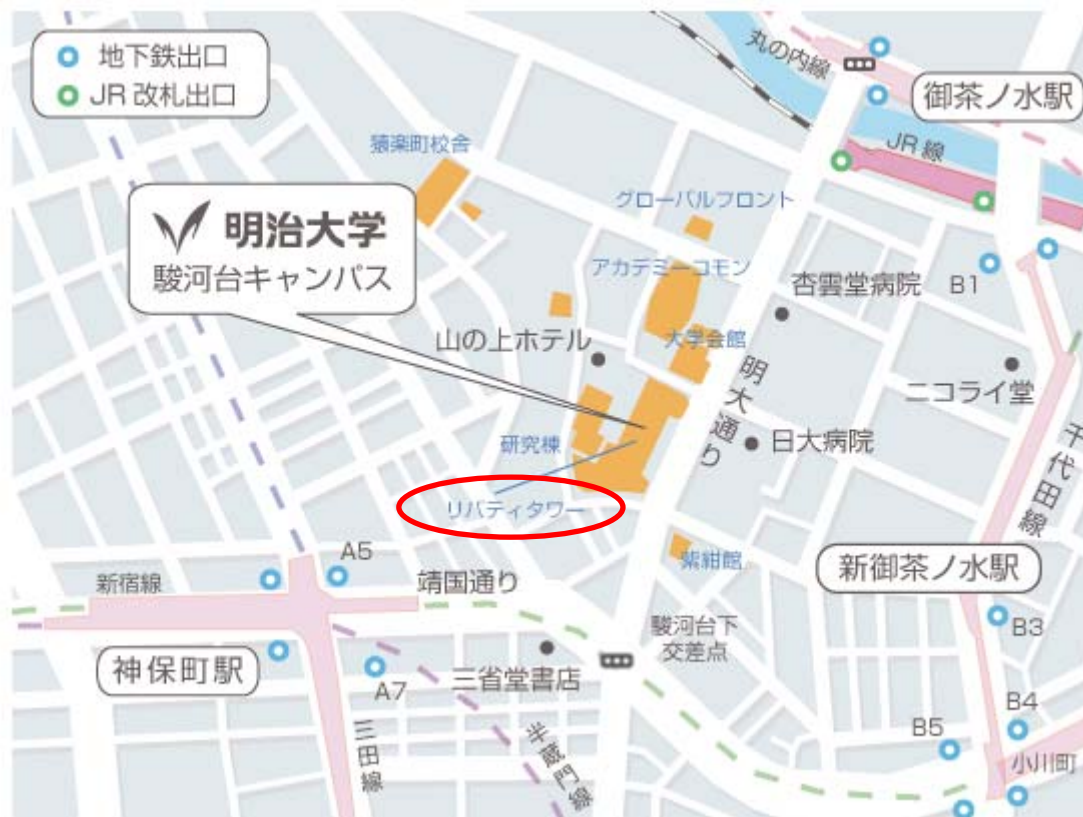 地下鉄出口
JR 改札出口
丸の内線
御茶ノ水駅
JR 線
猿楽町校舎
グローバルフロント
明治大学
駿河台キャンパス
アカデミーコモン
杏雲堂病院
B1
山の上ホテル
大学会館
明大通り
ニコライ堂
研究棟
日大病院
千代田線
リバティタワー
紫紺館
新御茶ノ水駅
A5
新宿線
靖国通り
駿河台下
交差点
B3
神保町駅
A7
三省堂書店
B4
B5
三田線
半蔵門線
小川町